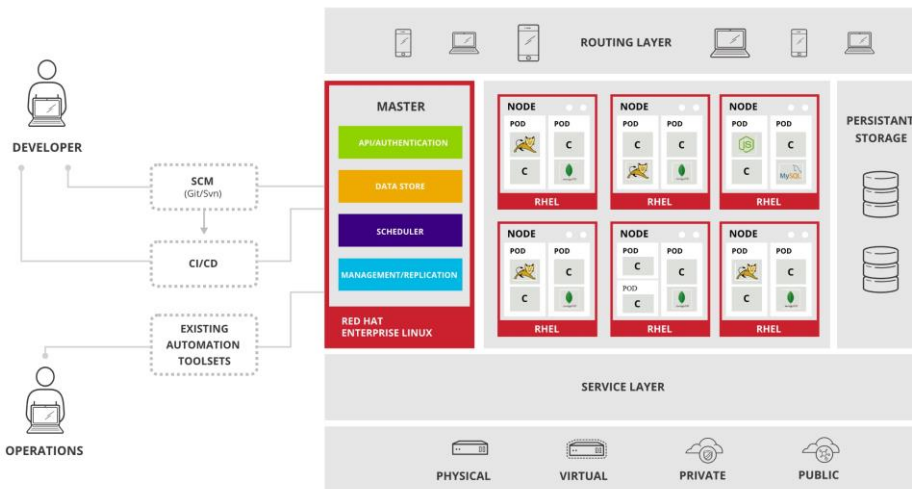 ROUTING LAYER
DEVELOPER
SCM
(Git/Svn)
CI/CD
EXISTING
AUTOMATION
TOOLSETS
OPERATIONS
MASTER
API/AUTHENTICATION
DATA STORE
SCHEDULER
MANAGEMENT/REPLICATION
RED HAT
ENTERPRISE LINUX
NODE
POD POD
C
C
RHEL
NODE
POD POD
C C
RHEL
NODE
POD POD
JS C
C MySQL
RHEL
NODE
POD POD
C
C
RHEL
NODE
POD POD
C C
POD
C
RHEL
NODE
POD POD
C
C
RHEL
PERSISTANT
STORAGE
SERVICE LAYER
PHYSICAL VIRTUAL PRIVATE PUBLIC